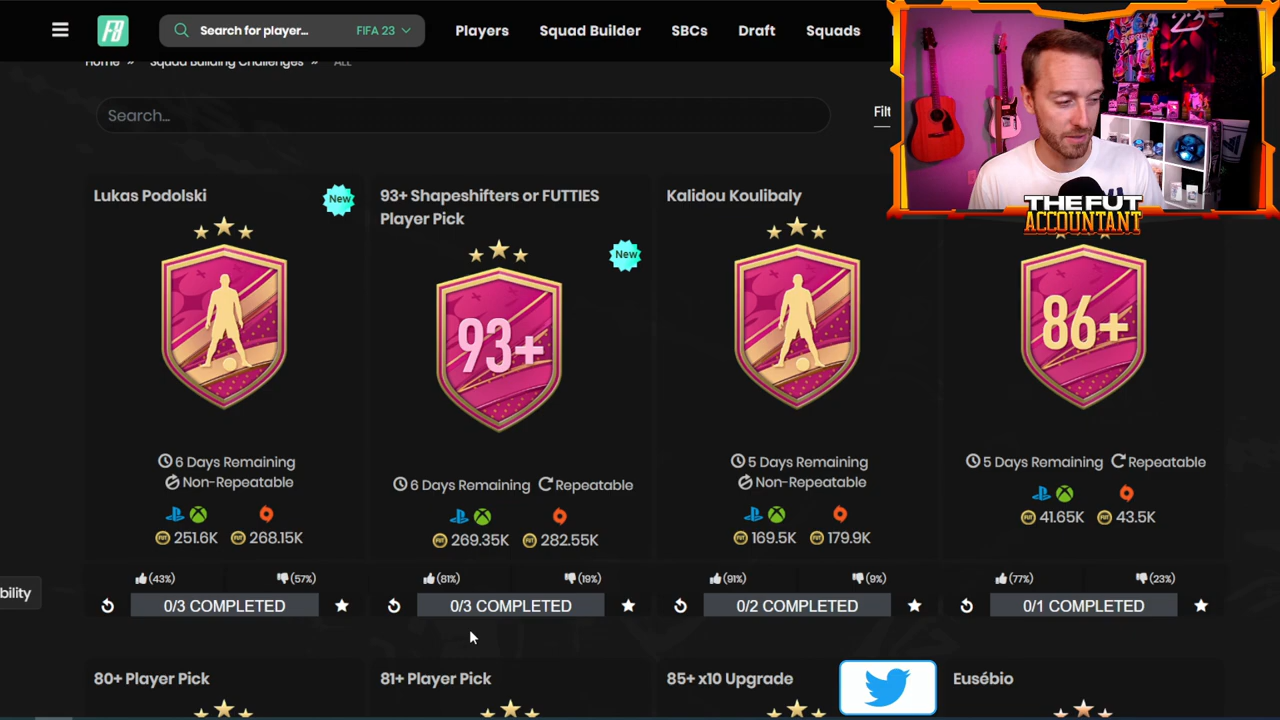 F8
Search for player...
FIFA 23
Players
Squad Builder
SBCs
Draft
Squads
Home » Squad Building Challenges » ALL
Search...
Filt
THE FUT
ACCOUNTANT
Lukas Podolski
New
93+ Shapeshifters or FUTTIES
Player Pick
New
Kalidou Koulibaly
93+
86+
6 Days Remaining
Non-Repeatable
251.6K
268.15K
6 Days Remaining
Repeatable
269.35K
282.55K
5 Days Remaining
Non-Repeatable
169.5K
179.9K
5 Days Remaining
Repeatable
41.65K
43.5K
(43%)
(57%)
(81%)
(19%)
(91%)
(9%)
(77%)
(23%)
bility
0/3 COMPLETED
0/3 COMPLETED
0/2 COMPLETED
0/1 COMPLETED
80+ Player Pick
81+ Player Pick
85+ x10 Upgrade
Eusébio